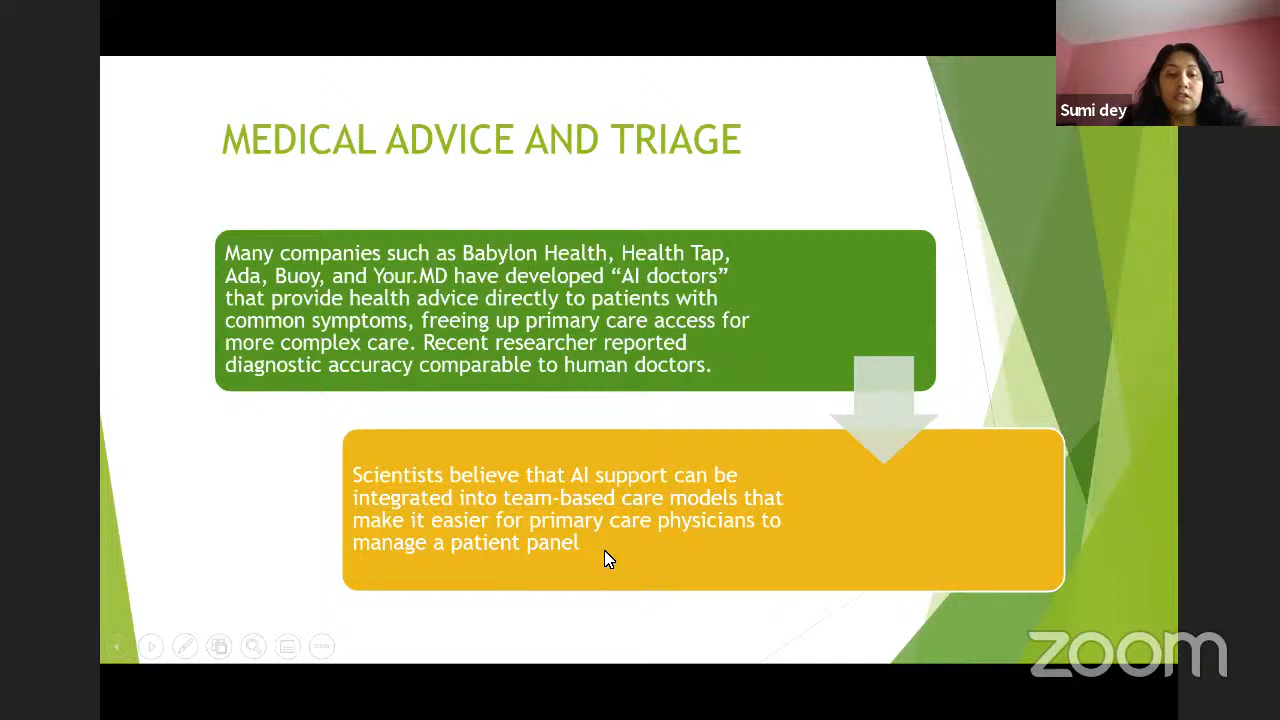 Sumi dey
MEDICAL ADVICE AND TRIAGE
Many companies such as Babylon Health, Health Tap,
Ada, Buoy, and Your.MD have developed “AI doctors”
that provide health advice directly to patients with
common symptoms, freeing up primary care access for
more complex care. Recent researcher reported
diagnostic accuracy comparable to human doctors.
Scientists believe that AI support can be
integrated into team-based care models that
make it easier for primary care physicians to
manage a patient panel
zoom